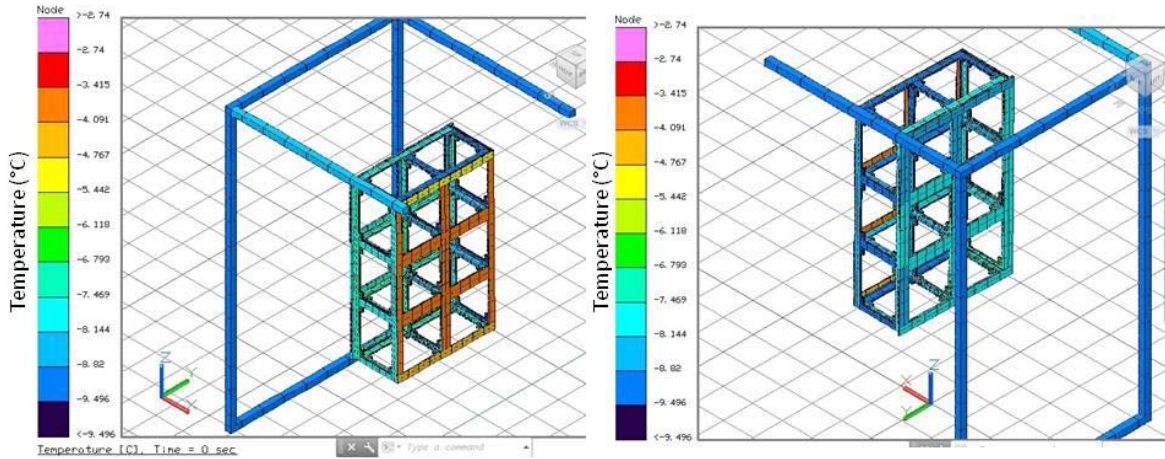 Node
>-2.74
-2.74
-3.415
-4.091
-4.767
-5.442
-6.118
-6.793
-7.469
-8.144
-8.82
-9.496
<-9.496
Temperature (°C)
Z
Y
X
WCS
Temperature [C], Time = 0 sec
Type a command
Node
>-2.74
-2.74
-3.415
-4.091
-4.767
-5.442
-6.118
-6.793
-7.469
-8.144
-8.82
-9.496
<-9.496
Temperature (°C)
WCS
Z
X
Y